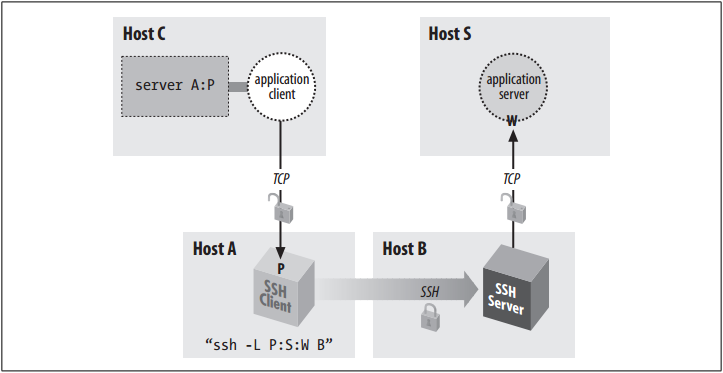 Host C
server A:P
application
client
Host S
application
server
W
TCP
TCP
Host A
P
SSH
Client
"ssh -L P:S:W B"
Host B
SSH
SSH
Server